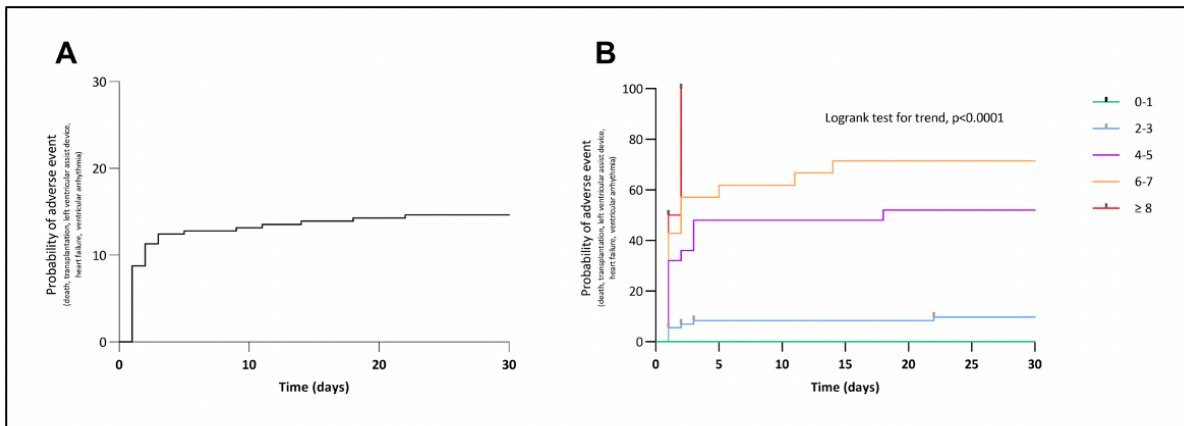 A
30
20
10
0
Probability of adverse event
(death, transplantation, left ventricular assist device,
heart failure, ventricular arrhythmia)
0 10 20 30
Time (days)
B
100
80
60
40
20
0
Probability of adverse event
(death, transplantation, left ventricular assist device,
heart failure, ventricular arrhythmia)
Logrank test for trend, p<0.0001
0 5 10 15 20 25 30
Time (days)
0-1
2-3
4-5
6-7
≥ 8